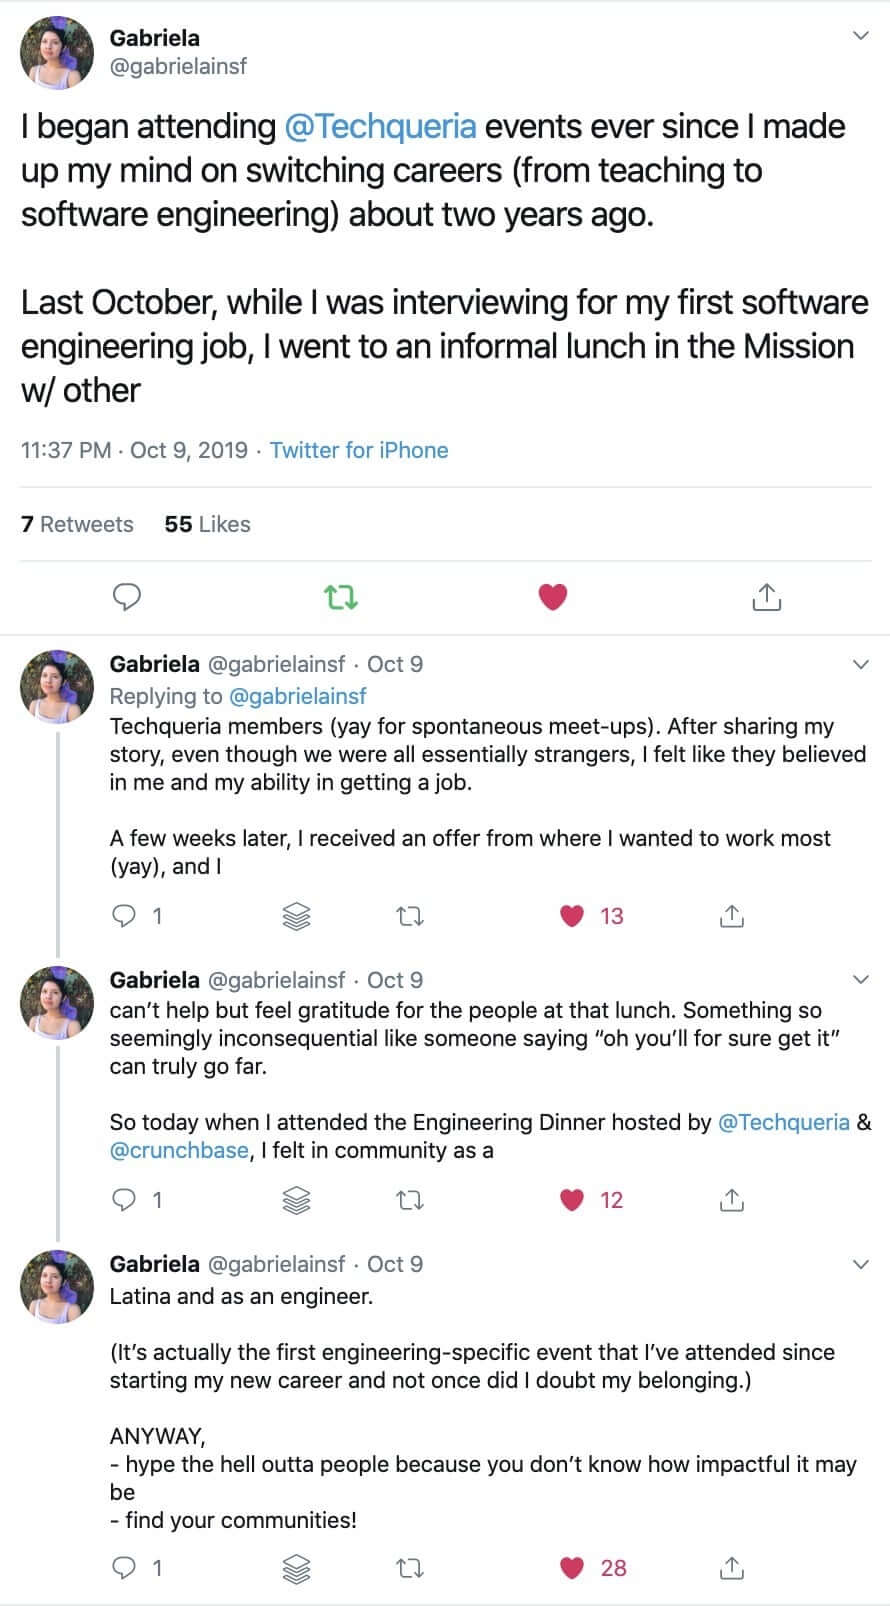 Gabriela
@gabrielainsf
I began attending @Techqueria events ever since I made
up my mind on switching careers (from teaching to
software engineering) about two years ago.
Last October, while I was interviewing for my first software
engineering job, I went to an informal lunch in the Mission
w/ other
11:37 PM · Oct 9, 2019 · Twitter for iPhone
7 Retweets 55 Likes
Gabriela @gabrielainsf · Oct 9
Replying to @gabrielainsf
Techqueria members (yay for spontaneous meet-ups). After sharing my
story, even though we were all essentially strangers, I felt like they believed
in me and my ability in getting a job.
A few weeks later, I received an offer from where I wanted to work most
(yay), and I
1 13
Gabriela @gabrielainsf · Oct 9
can't help but feel gratitude for the people at that lunch. Something so
seemingly inconsequential like someone saying "oh you'll for sure get it"
can truly go far.
So today when I attended the Engineering Dinner hosted by @Techqueria &
@crunchbase, I felt in community as a
1 12
Gabriela @gabrielainsf · Oct 9
Latina and as an engineer.
(It's actually the first engineering-specific event that I've attended since
starting my new career and not once did I doubt my belonging.)
ANYWAY,
- hype the hell outta people because you don't know how impactful it may
be
- find your communities!
1 28